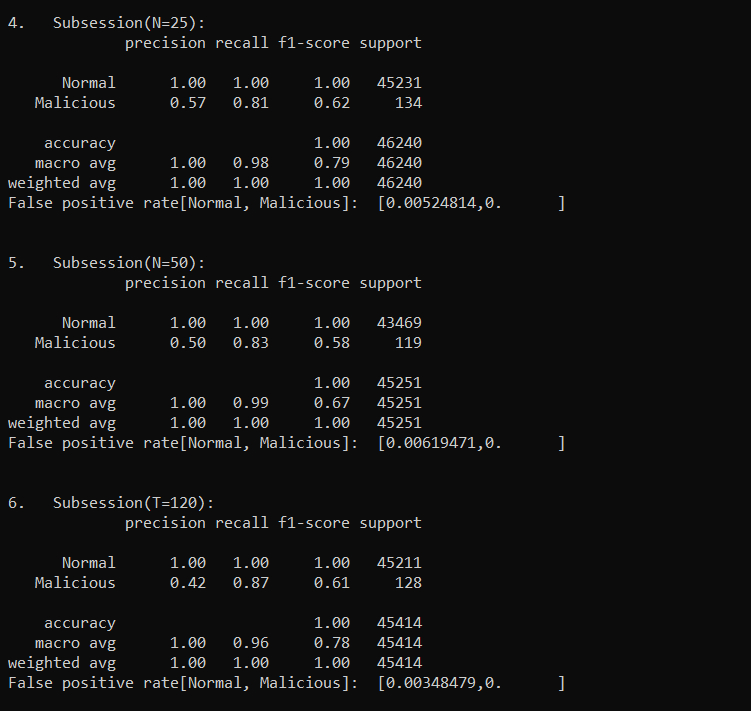 4.   Subsession(N=25):
             precision recall f1-score support

      Normal      1.00   1.00     1.00   45231
   Malicious      0.57   0.81     0.62     134

    accuracy                      1.00   46240
   macro avg      1.00   0.98     0.79   46240
weighted avg      1.00   1.00     1.00   46240
False positive rate[Normal, Malicious]:  [0.00524814,0.      ]

5.   Subsession(N=50):
             precision recall f1-score support

      Normal      1.00   1.00     1.00   43469
   Malicious      0.50   0.83     0.58     119

    accuracy                      1.00   45251
   macro avg      1.00   0.99     0.67   45251
weighted avg      1.00   1.00     1.00   45251
False positive rate[Normal, Malicious]:  [0.00619471,0.      ]

6.   Subsession(T=120):
             precision recall f1-score support

      Normal      1.00   1.00     1.00   45211
   Malicious      0.42   0.87     0.61     128

    accuracy                      1.00   45414
   macro avg      1.00   0.96     0.78   45414
weighted avg      1.00   1.00     1.00   45414
False positive rate[Normal, Malicious]:  [0.00348479,0.      ]